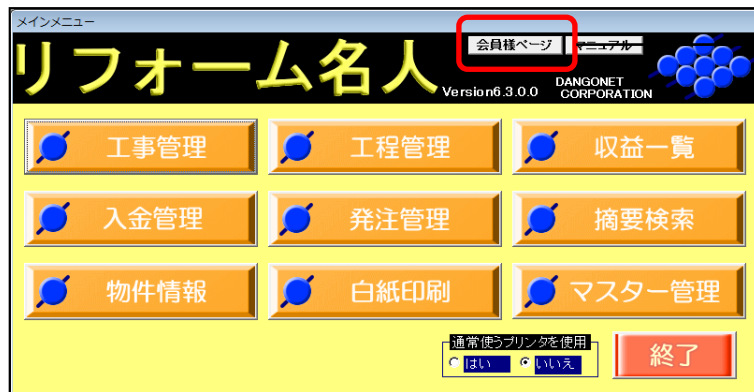 メインメニュー
リフォーム名人
会員様ページ
マニュアル
Version6.3.0.0
DANGONET
CORPORATION
工事管理
工程管理
収益一覧
入金管理
発注管理
摘要検索
物件情報
白紙印刷
マスター管理
通常使うプリンタを使用
はい
いいえ
終了